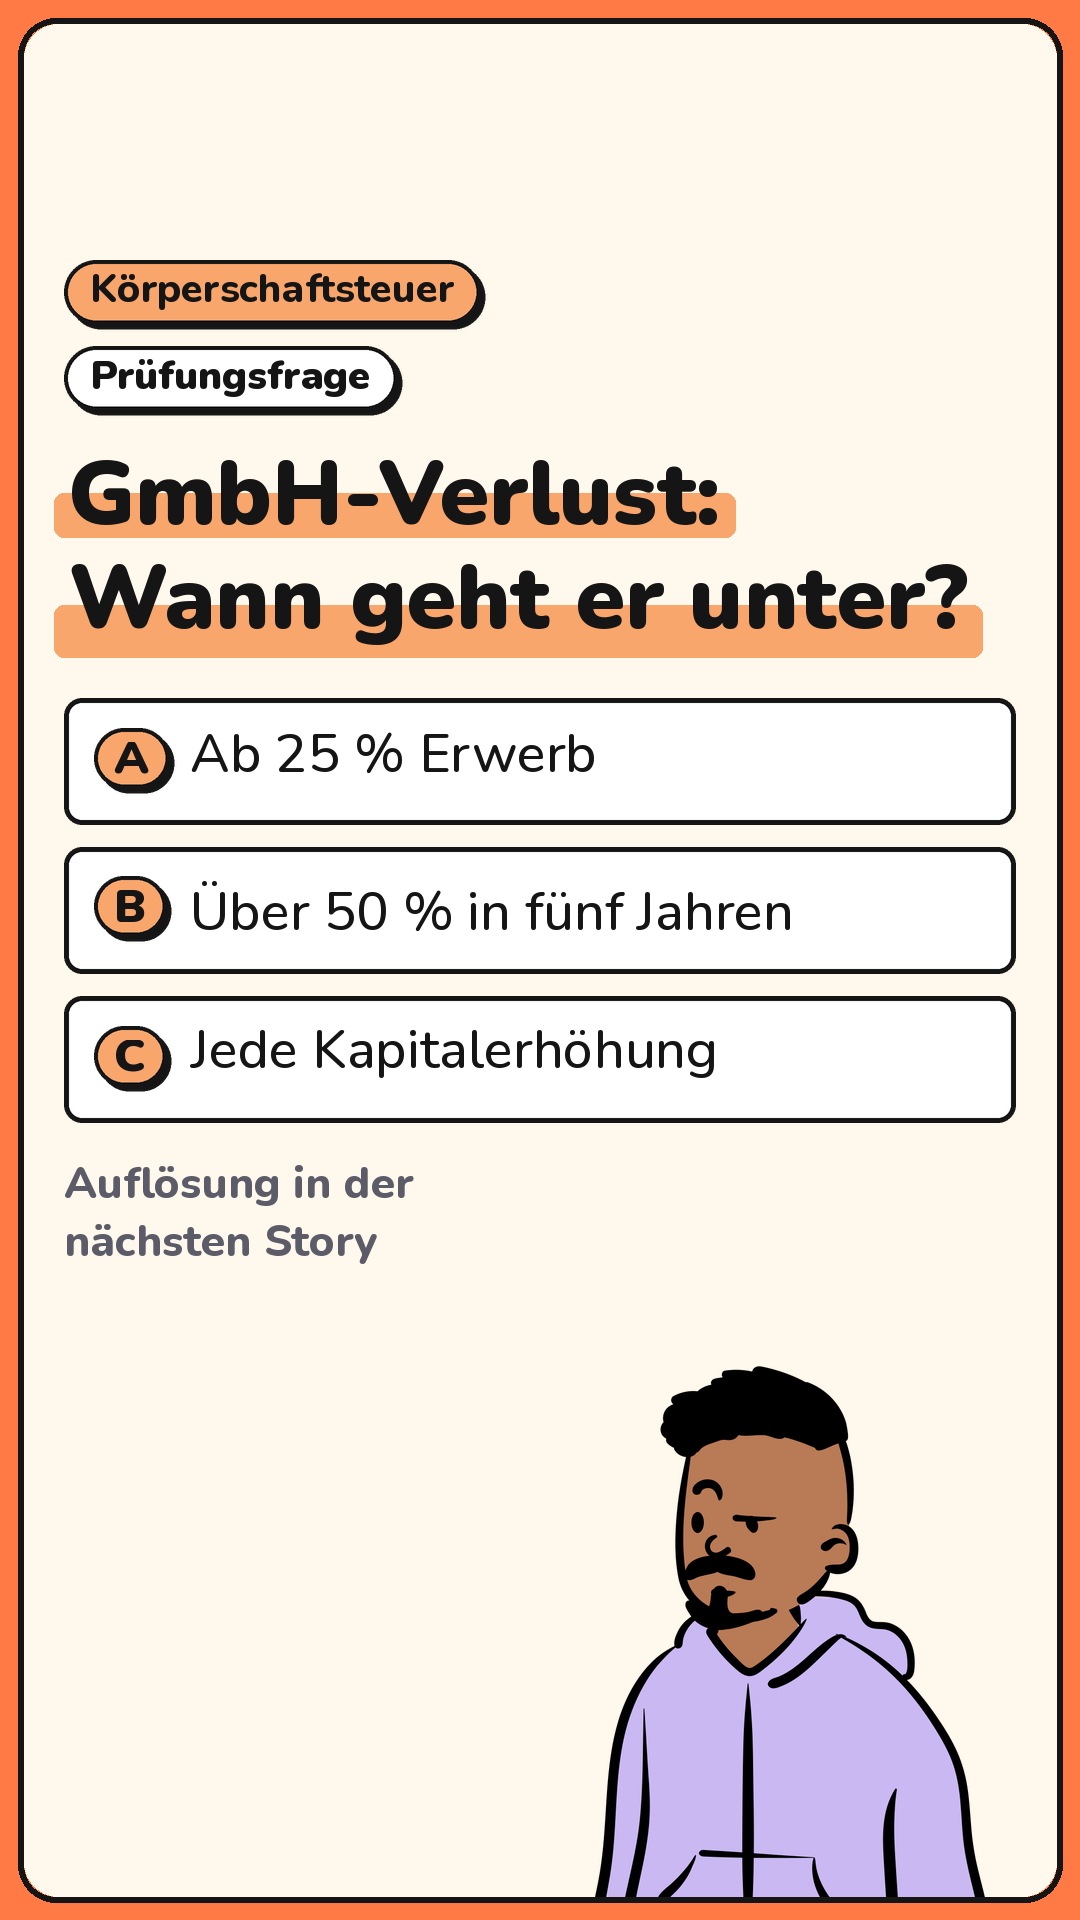 Körperschaftsteuer
Prüfungsfrage
GmbH-Verlust:
Wann geht er unter?
A Ab 25 % Erwerb
B Über 50 % in fünf Jahren
C Jede Kapitalerhöhung
Auflösung in der
nächsten Story